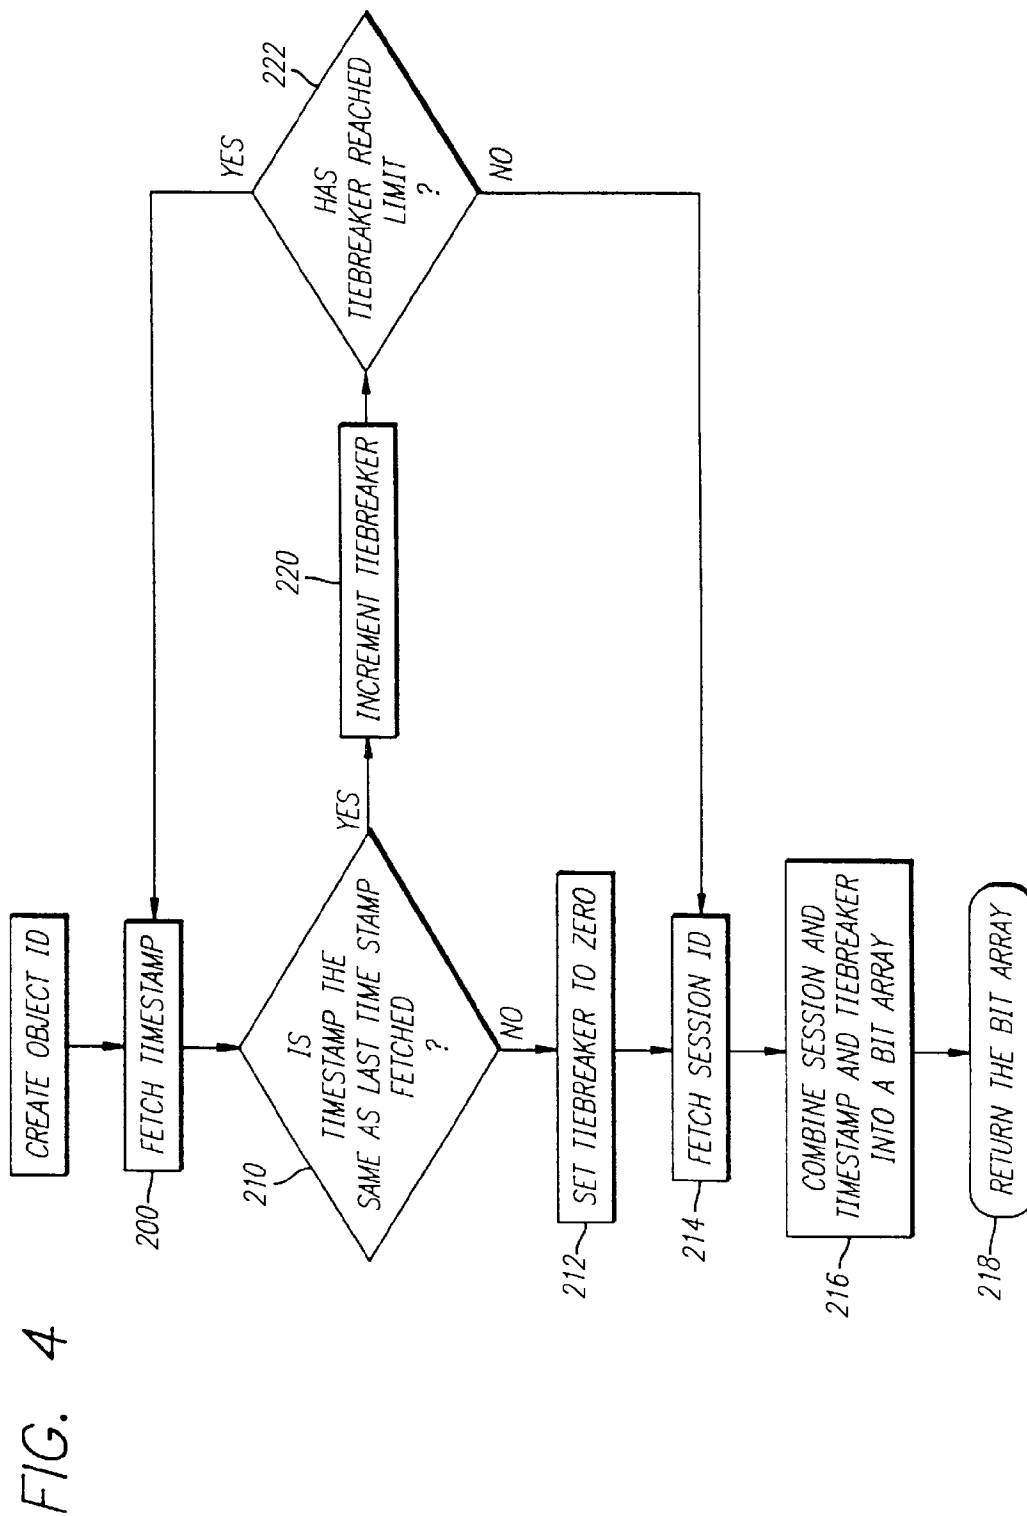 FIG. 4
CREATE OBJECT ID
FETCH TIMESTAMP
200
IS
TIMESTAMP THE
SAME AS LAST TIME STAMP
FETCHED
?
210
YES
NO
INCREMENT TIEBREAKER
220
HAS
TIEBREAKER REACHED
LIMIT
?
222
YES
NO
SET TIEBREAKER TO ZERO
212
FETCH SESSION ID
214
COMBINE SESSION AND
TIMESTAMP AND TIEBREAKER
INTO A BIT ARRAY
216
RETURN THE BIT ARRAY
218